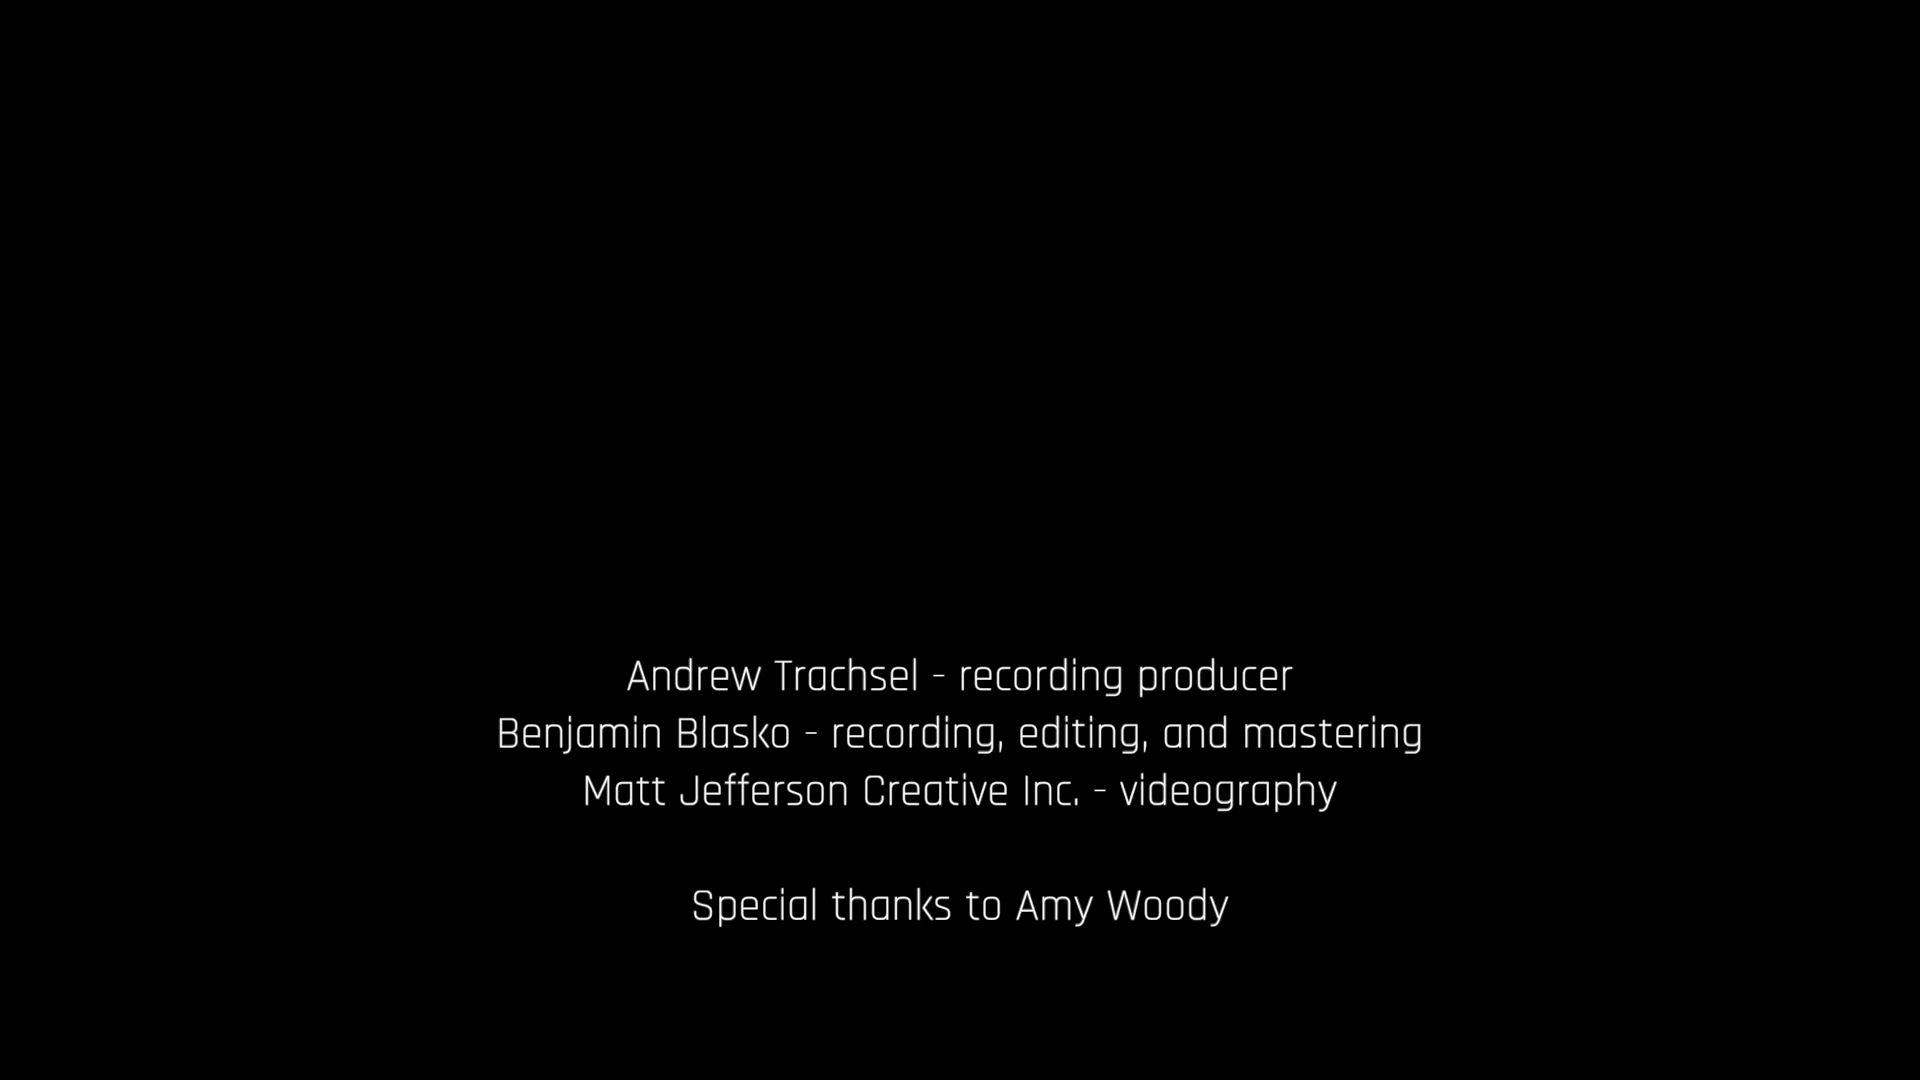 Andrew Trachsel - recording producer
Benjamin Blasko - recording, editing, and mastering
Matt Jefferson Creative Inc. - videography
Special thanks to Amy Woody